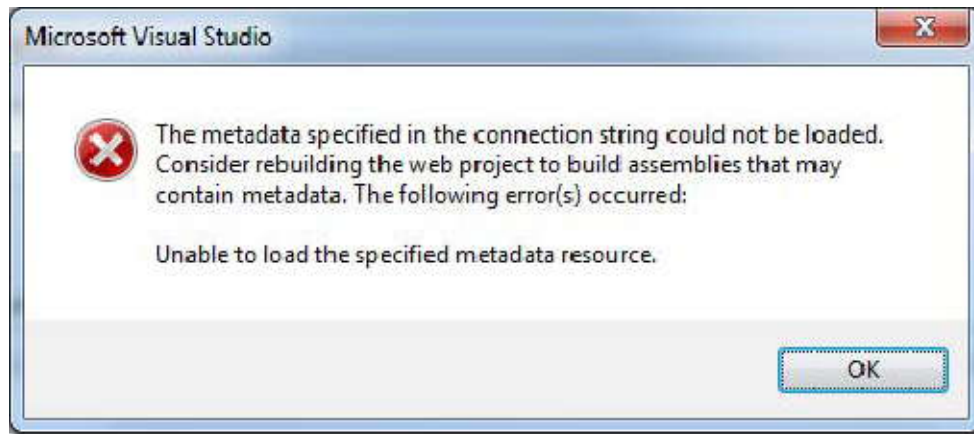 Microsoft Visual Studio
The metadata specified in the connection string could not be loaded.
Consider rebuilding the web project to build assemblies that may
contain metadata. The following error(s) occurred:
Unable to load the specified metadata resource.
OK